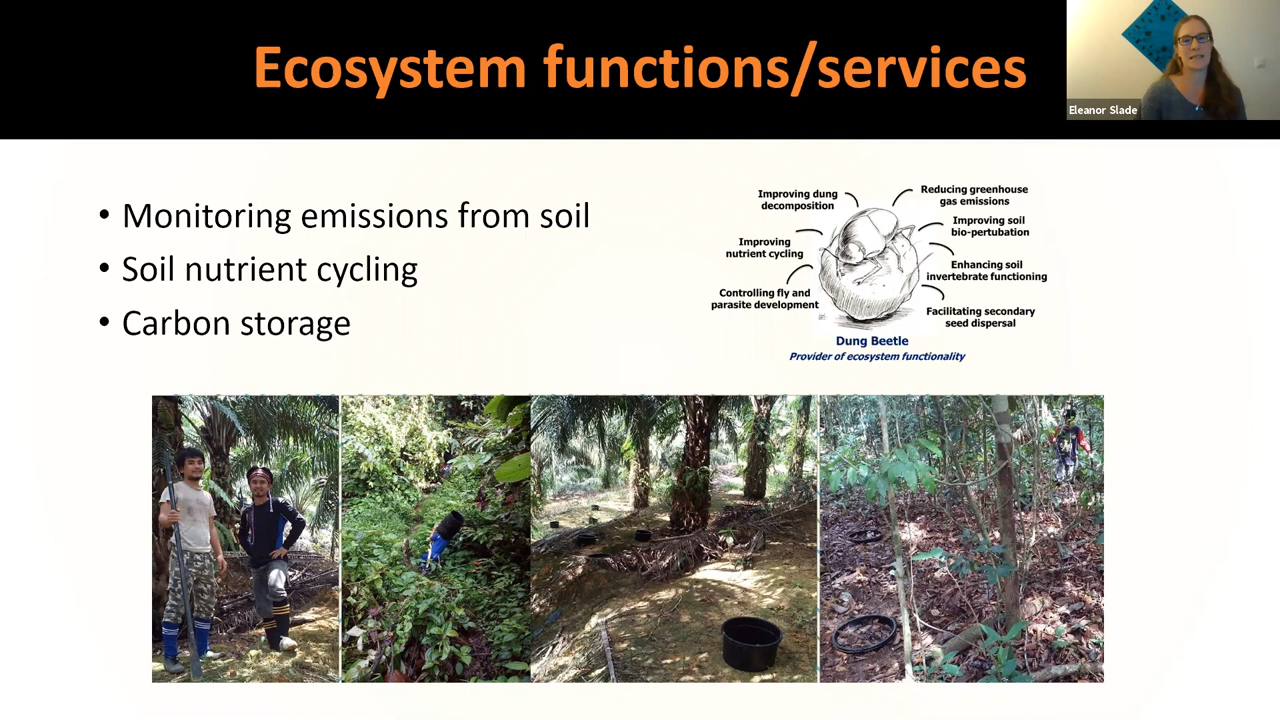 Ecosystem functions/services
Eleanor Slade
• Monitoring emissions from soil
• Soil nutrient cycling
• Carbon storage
Improving dung
decomposition
Reducing greenhouse
gas emissions
Improving
nutrient cycling
Improving soil
bio-pertubation
Controlling fly and
parasite development
Enhancing soil
invertebrate functioning
Facilitating secondary
seed dispersal
Dung Beetle
Provider of ecosystem functionality